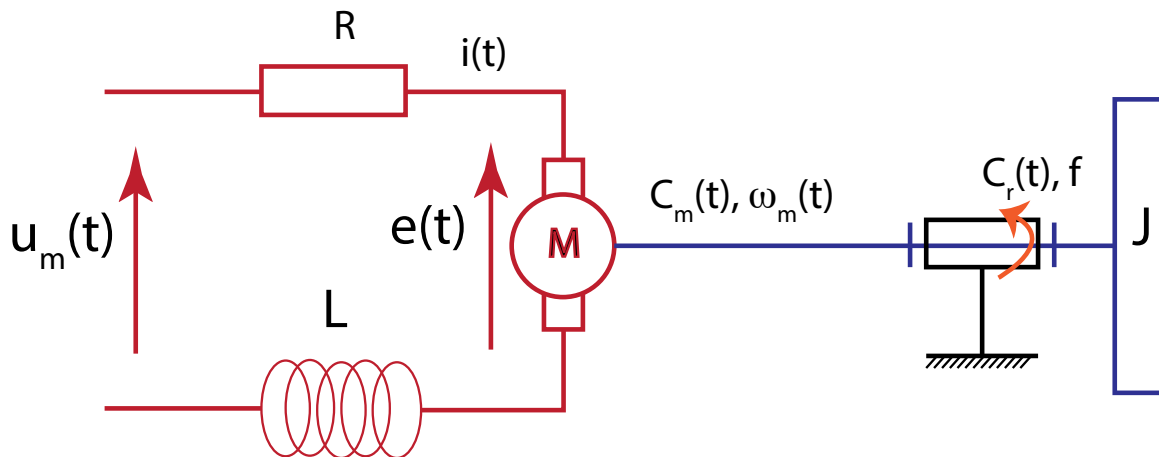 R
i(t)
u_m(t)
e(t)
M
L
C_m(t), ω_m(t)
C_r(t), f
J